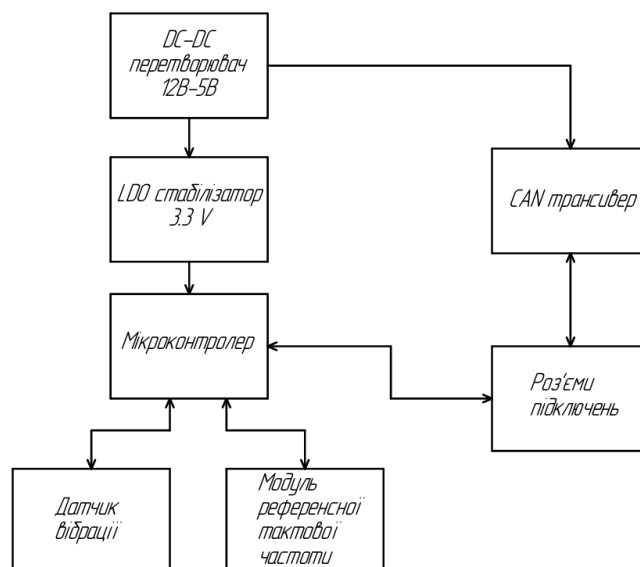 DC-DC
перетворювач
12В-5В
LDO стабілізатор
3.3 V
CAN трансивер
Мікроконтролер
Роз'єми
підключень
Датчик
вібрації
Модуль
референсної
тактової
частоти